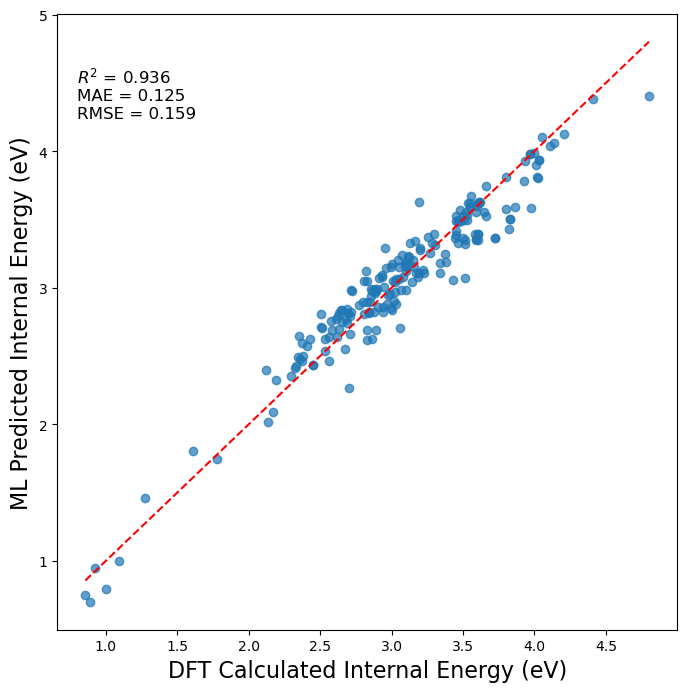 5
R² = 0.936
MAE = 0.125
RMSE = 0.159
4
3
2
1
ML Predicted Internal Energy (eV)
1.0 1.5 2.0 2.5 3.0 3.5 4.0 4.5
DFT Calculated Internal Energy (eV)